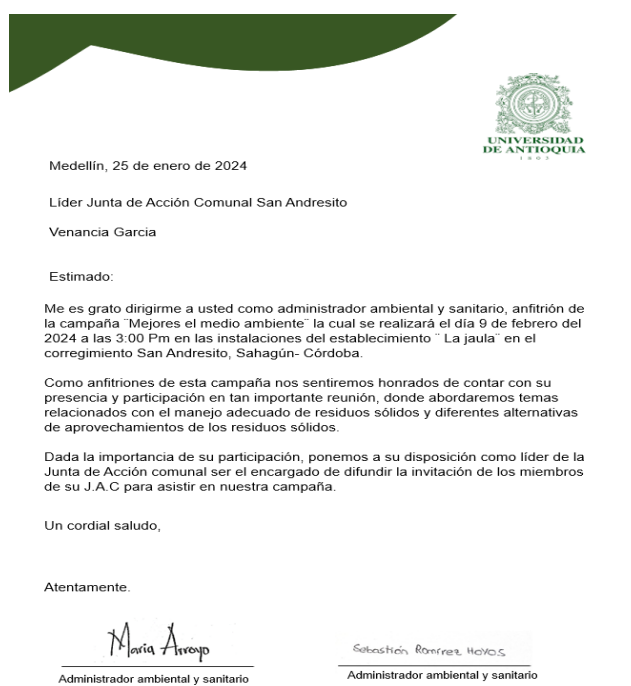 UNIVERSIDAD
DE ANTIOQUIA
1803
Medellín, 25 de enero de 2024
Líder Junta de Acción Comunal San Andresito
Venancia Garcia
Estimado:
Me es grato dirigirme a usted como administrador ambiental y sanitario, anfitrión de
la campaña ¨Mejores el medio ambiente¨ la cual se realizará el día 9 de febrero del
2024 a las 3:00 Pm en las instalaciones del establecimiento ¨ La jaula¨ en el
corregimiento San Andresito, Sahagún- Córdoba.
Como anfitriones de esta campaña nos sentiremos honrados de contar con su
presencia y participación en tan importante reunión, donde abordaremos temas
relacionados con el manejo adecuado de residuos sólidos y diferentes alternativas
de aprovechamientos de los residuos sólidos.
Dada la importancia de su participación, ponemos a su disposición como líder de la
Junta de Acción comunal ser el encargado de difundir la invitación de los miembros
de su J.A.C para asistir en nuestra campaña.
Un cordial saludo,
Atentamente.
Maria Arroyo
Sebastián Ramírez Hoyos
Administrador ambiental y sanitario
Administrador ambiental y sanitario